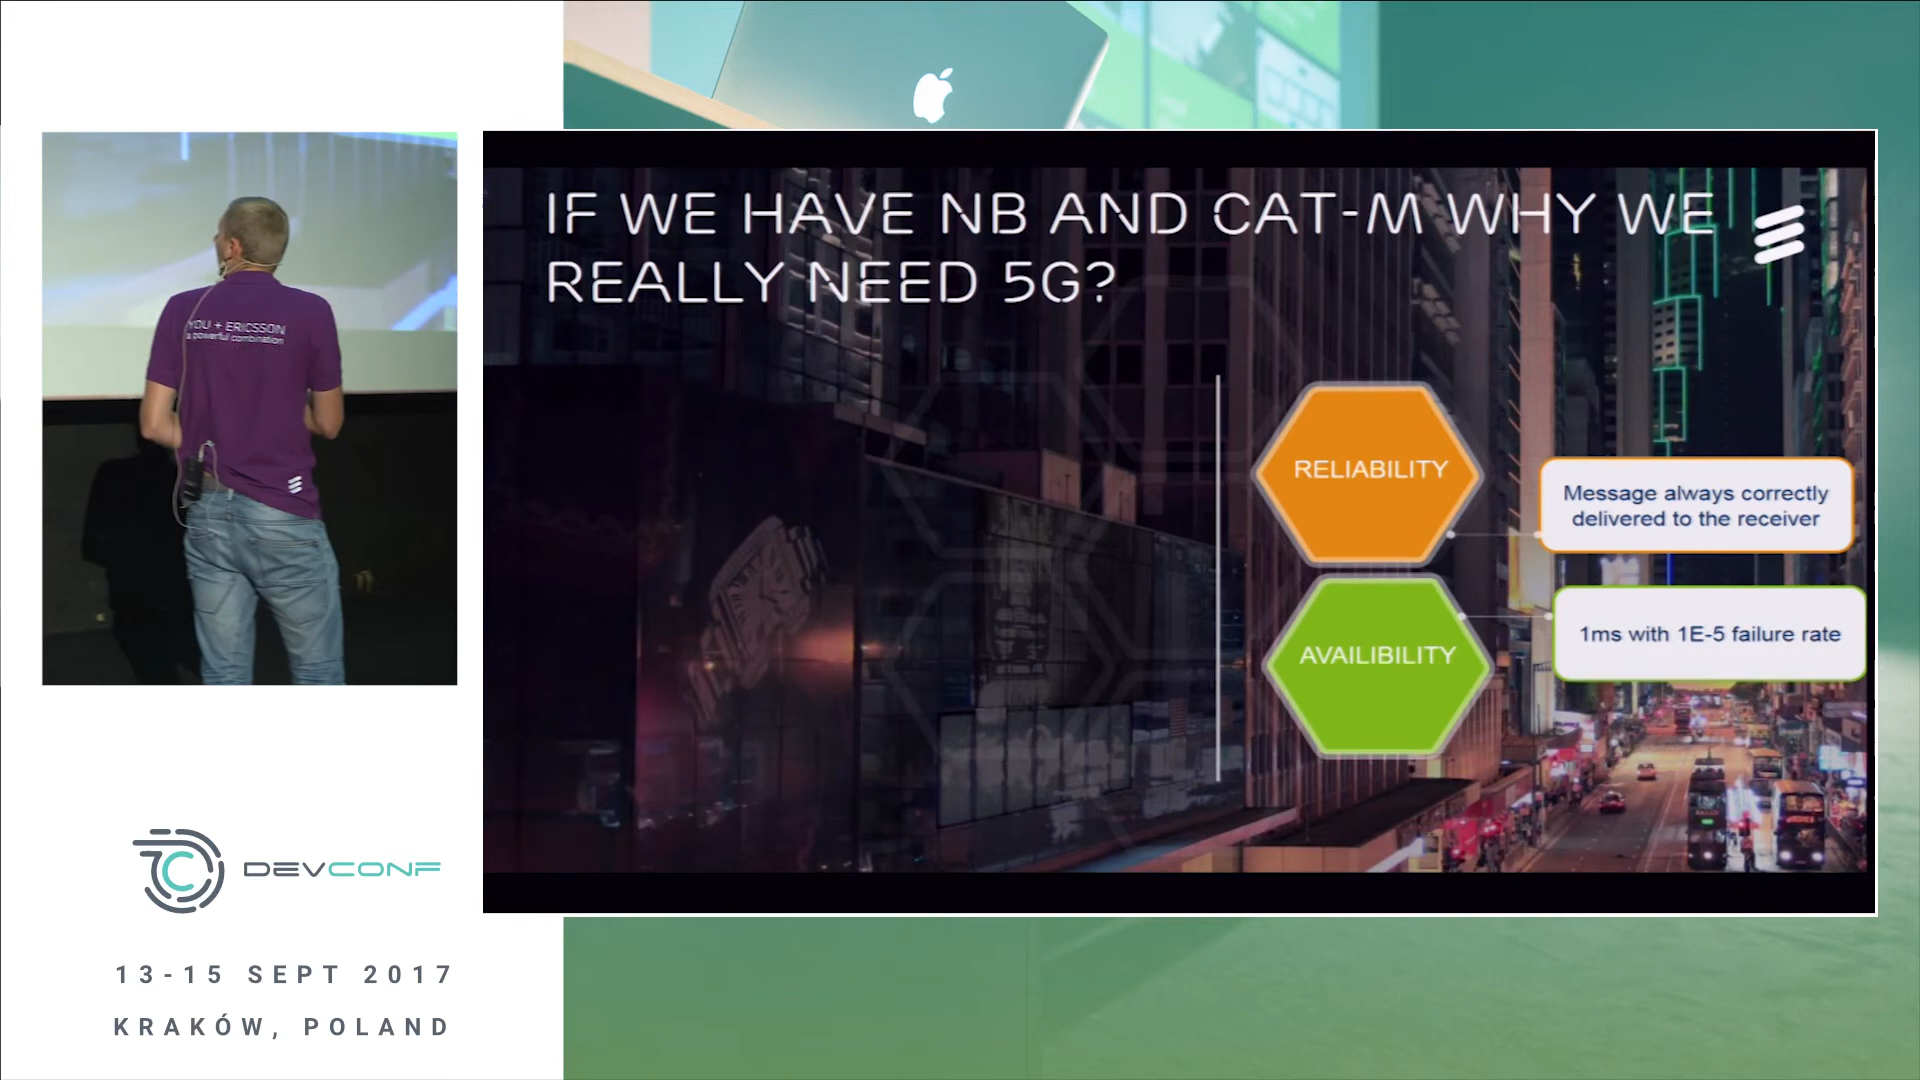 YOU + ERICSSON
a powerful combination
DEVCONF
13-15 SEPT 2017
KRAKÓW, POLAND
IF WE HAVE NB AND CAT-M WHY WE
REALLY NEED 5G?
RELIABILITY
Message always correctly
delivered to the receiver
AVAILIBILITY
1ms with 1E-5 failure rate